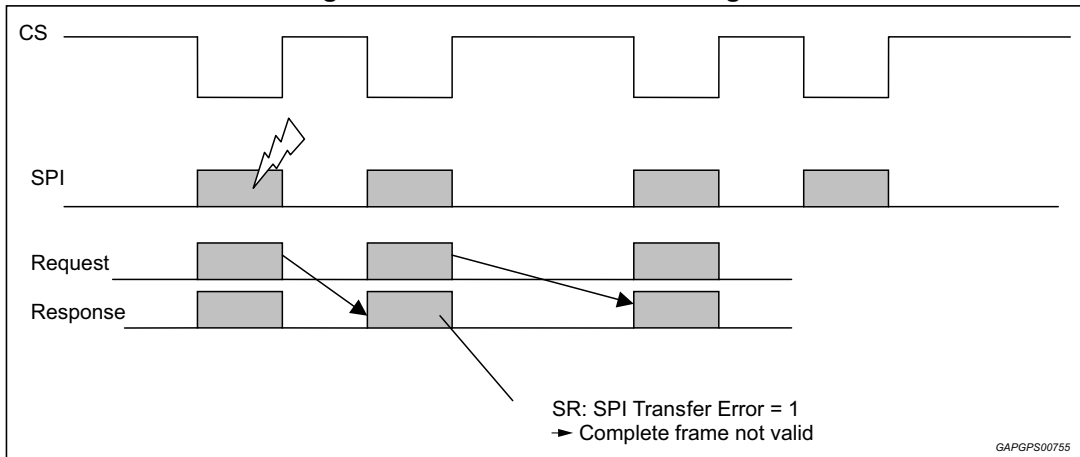 CS
SPI
Request
Response
SR: SPI Transfer Error = 1
➛ Complete frame not valid
GAPGPS00755